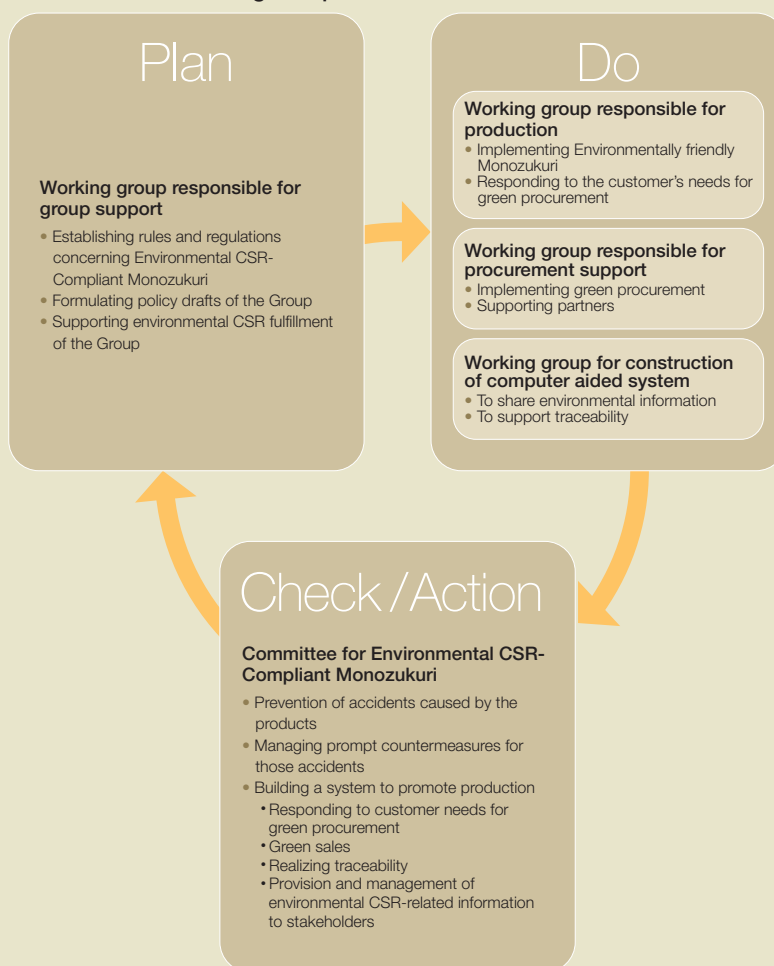 Plan
Working group responsible for
group support
• Establishing rules and regulations
concerning Environmental CSR-
Compliant Monozukuri
• Formulating policy drafts of the Group
• Supporting environmental CSR fulfillment
of the Group
Do
Working group responsible for
production
• Implementing Environmentally friendly
Monozukuri
• Responding to the customer's needs for
green procurement
Working group responsible for
procurement support
• Implementing green procurement
• Supporting partners
Working group for construction
of computer aided system
• To share environmental information
• To support traceability
Check /Action
Committee for Environmental CSR-
Compliant Monozukuri
• Prevention of accidents caused by the
products
• Managing prompt countermeasures for
those accidents
• Building a system to promote production
• Responding to customer needs for
green procurement
• Green sales
• Realizing traceability
• Provision and management of
environmental CSR-related information
to stakeholders